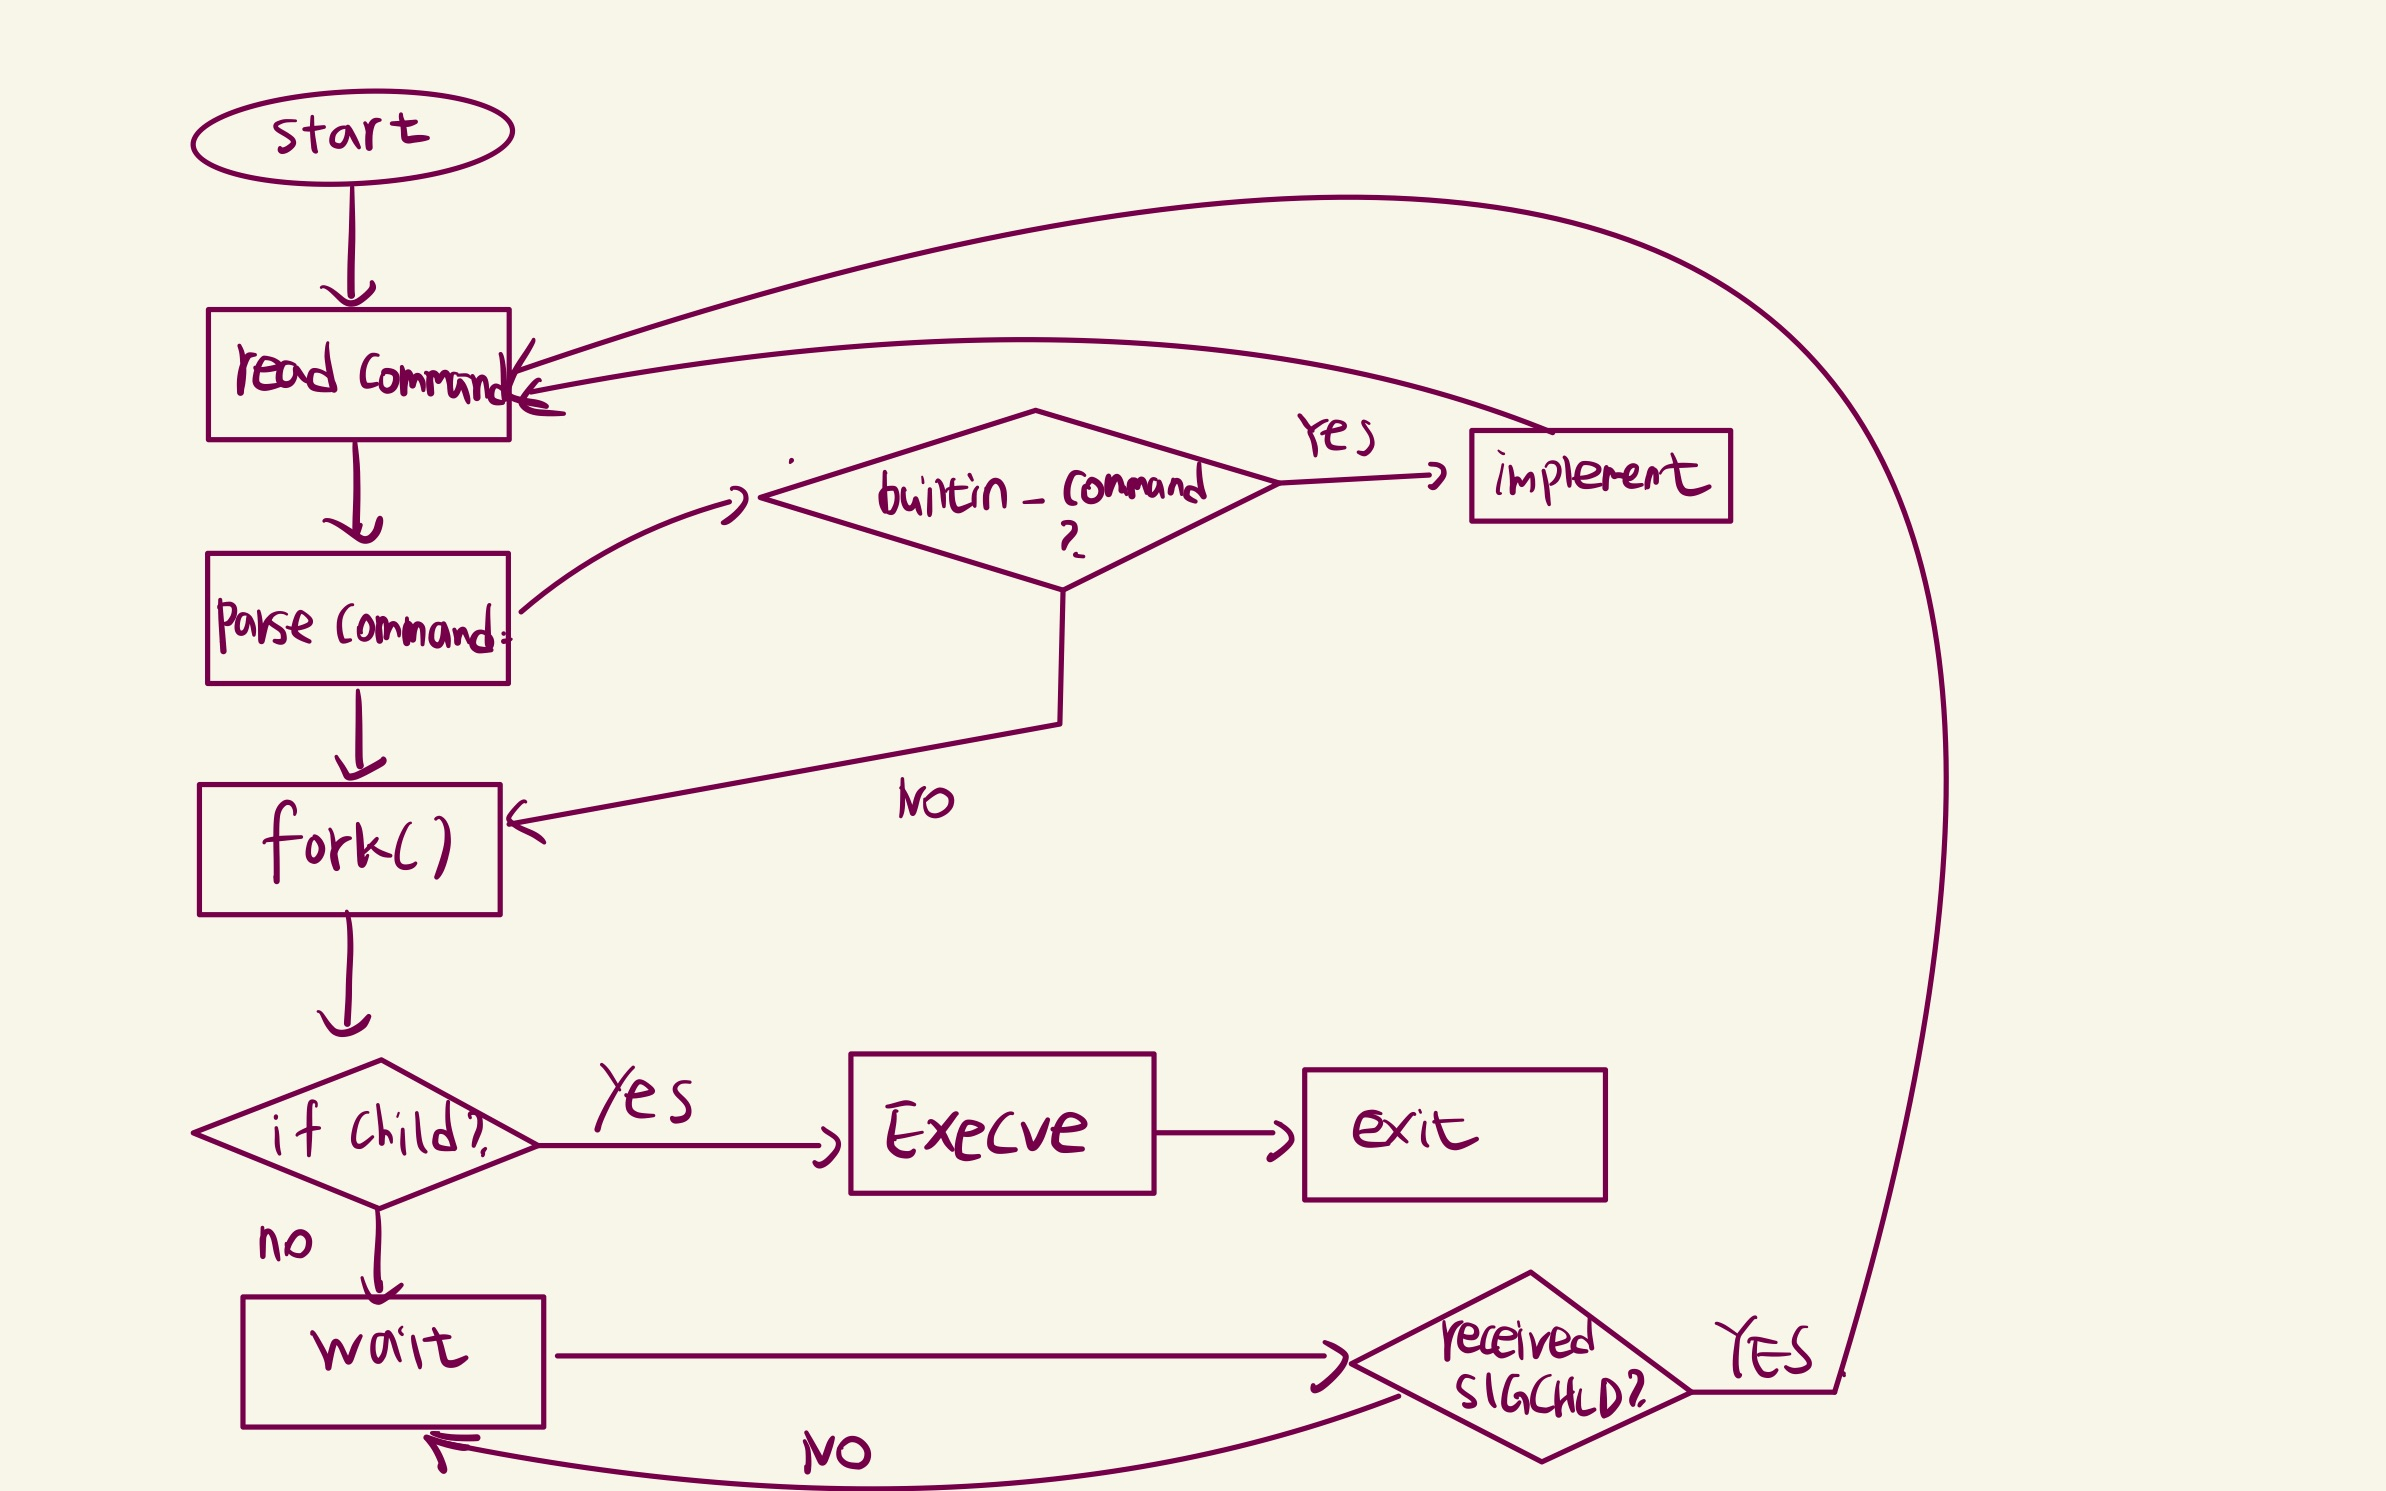 start
read command
Yes
builtin_command
?
implement
Parse Command:
No
fork()
if child?
Yes
Execve
exit
no
wait
received
SIGCHLD?
YES
NO